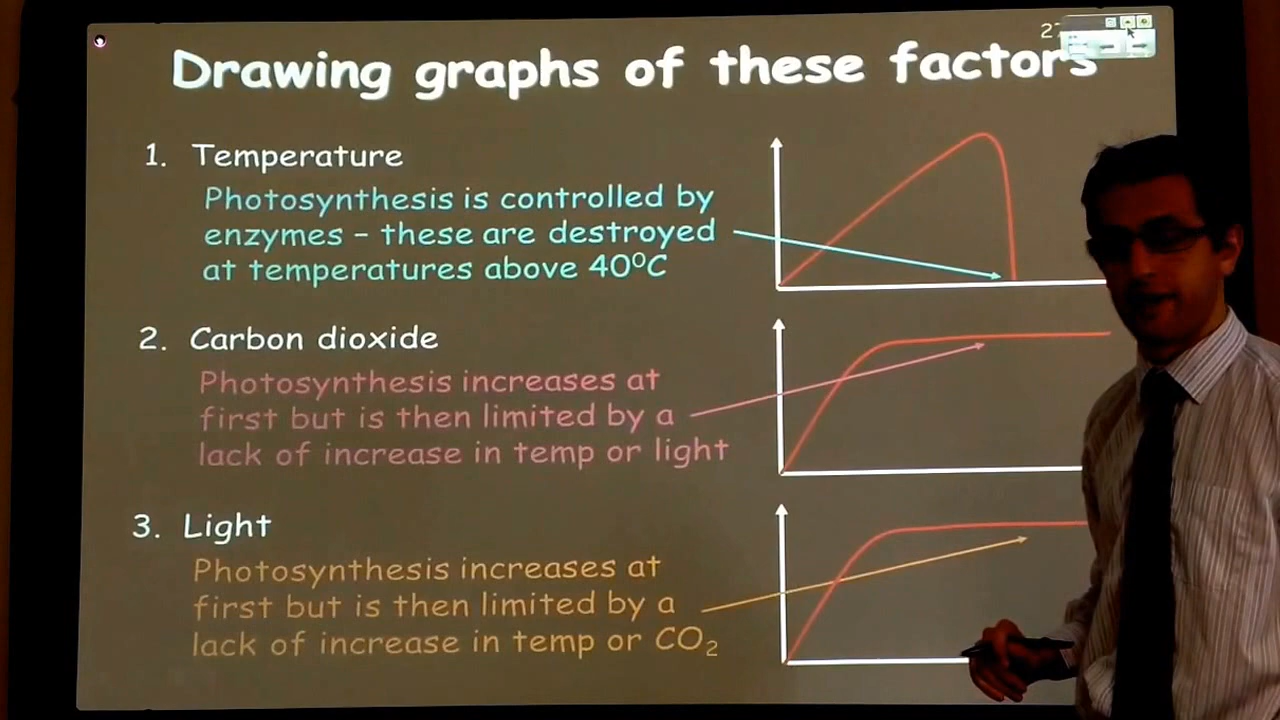 Drawing graphs of these factors
1. Temperature
Photosynthesis is controlled by
enzymes – these are destroyed
at temperatures above 40⁰C
2. Carbon dioxide
Photosynthesis increases at
first but is then limited by a
lack of increase in temp or light
3. Light
Photosynthesis increases at
first but is then limited by a
lack of increase in temp or CO₂